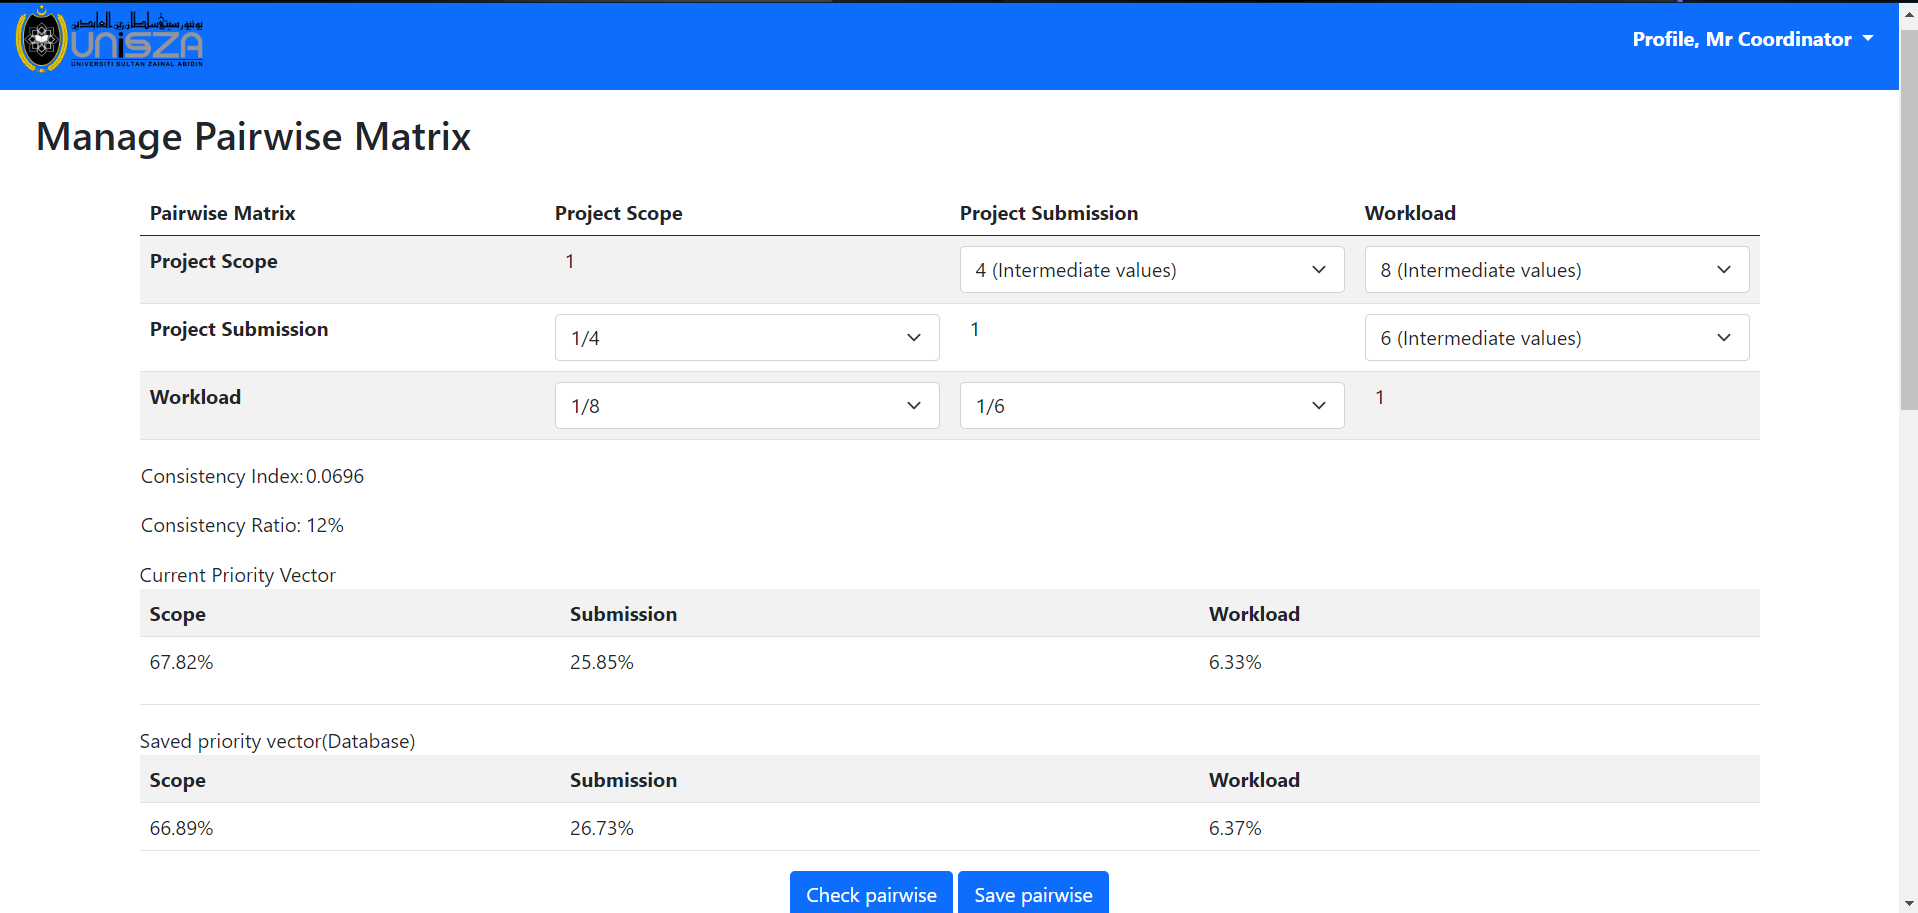 يونيۏرسيتي سلطان زين العابدين
UniSZA
UNIVERSITI SULTAN ZAINAL ABIDIN
Profile, Mr Coordinator
Manage Pairwise Matrix
Pairwise Matrix Project Scope Project Submission Workload
Project Scope 1 4 (Intermediate values) 8 (Intermediate values)
Project Submission 1/4 1 6 (Intermediate values)
Workload 1/8 1/6 1
Consistency Index: 0.0696
Consistency Ratio: 12%
Current Priority Vector
Scope Submission Workload
67.82% 25.85% 6.33%
Saved priority vector(Database)
Scope Submission Workload
66.89% 26.73% 6.37%
Check pairwise Save pairwise